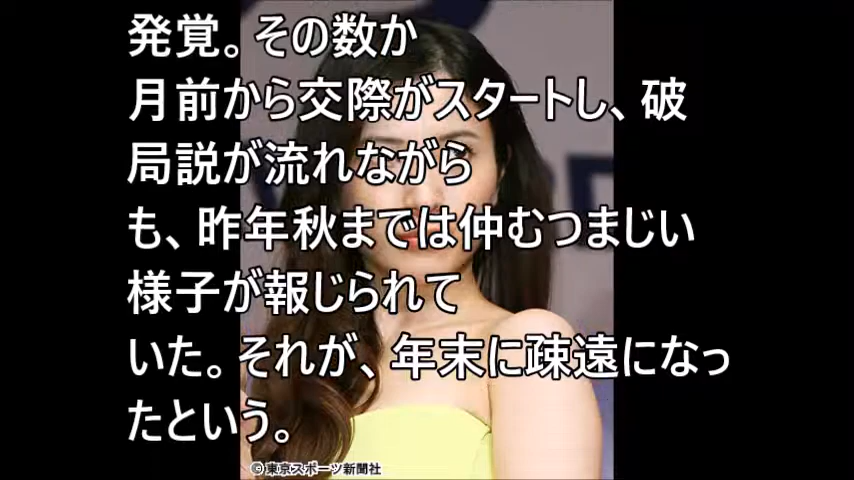 発覚。その数か
月前から交際がスタートし、破
局説が流れながら
も、昨年秋までは仲むつまじい
様子が報じられて
いた。それが、年末に疎遠になっ
たという。
©東京スポーツ新聞社